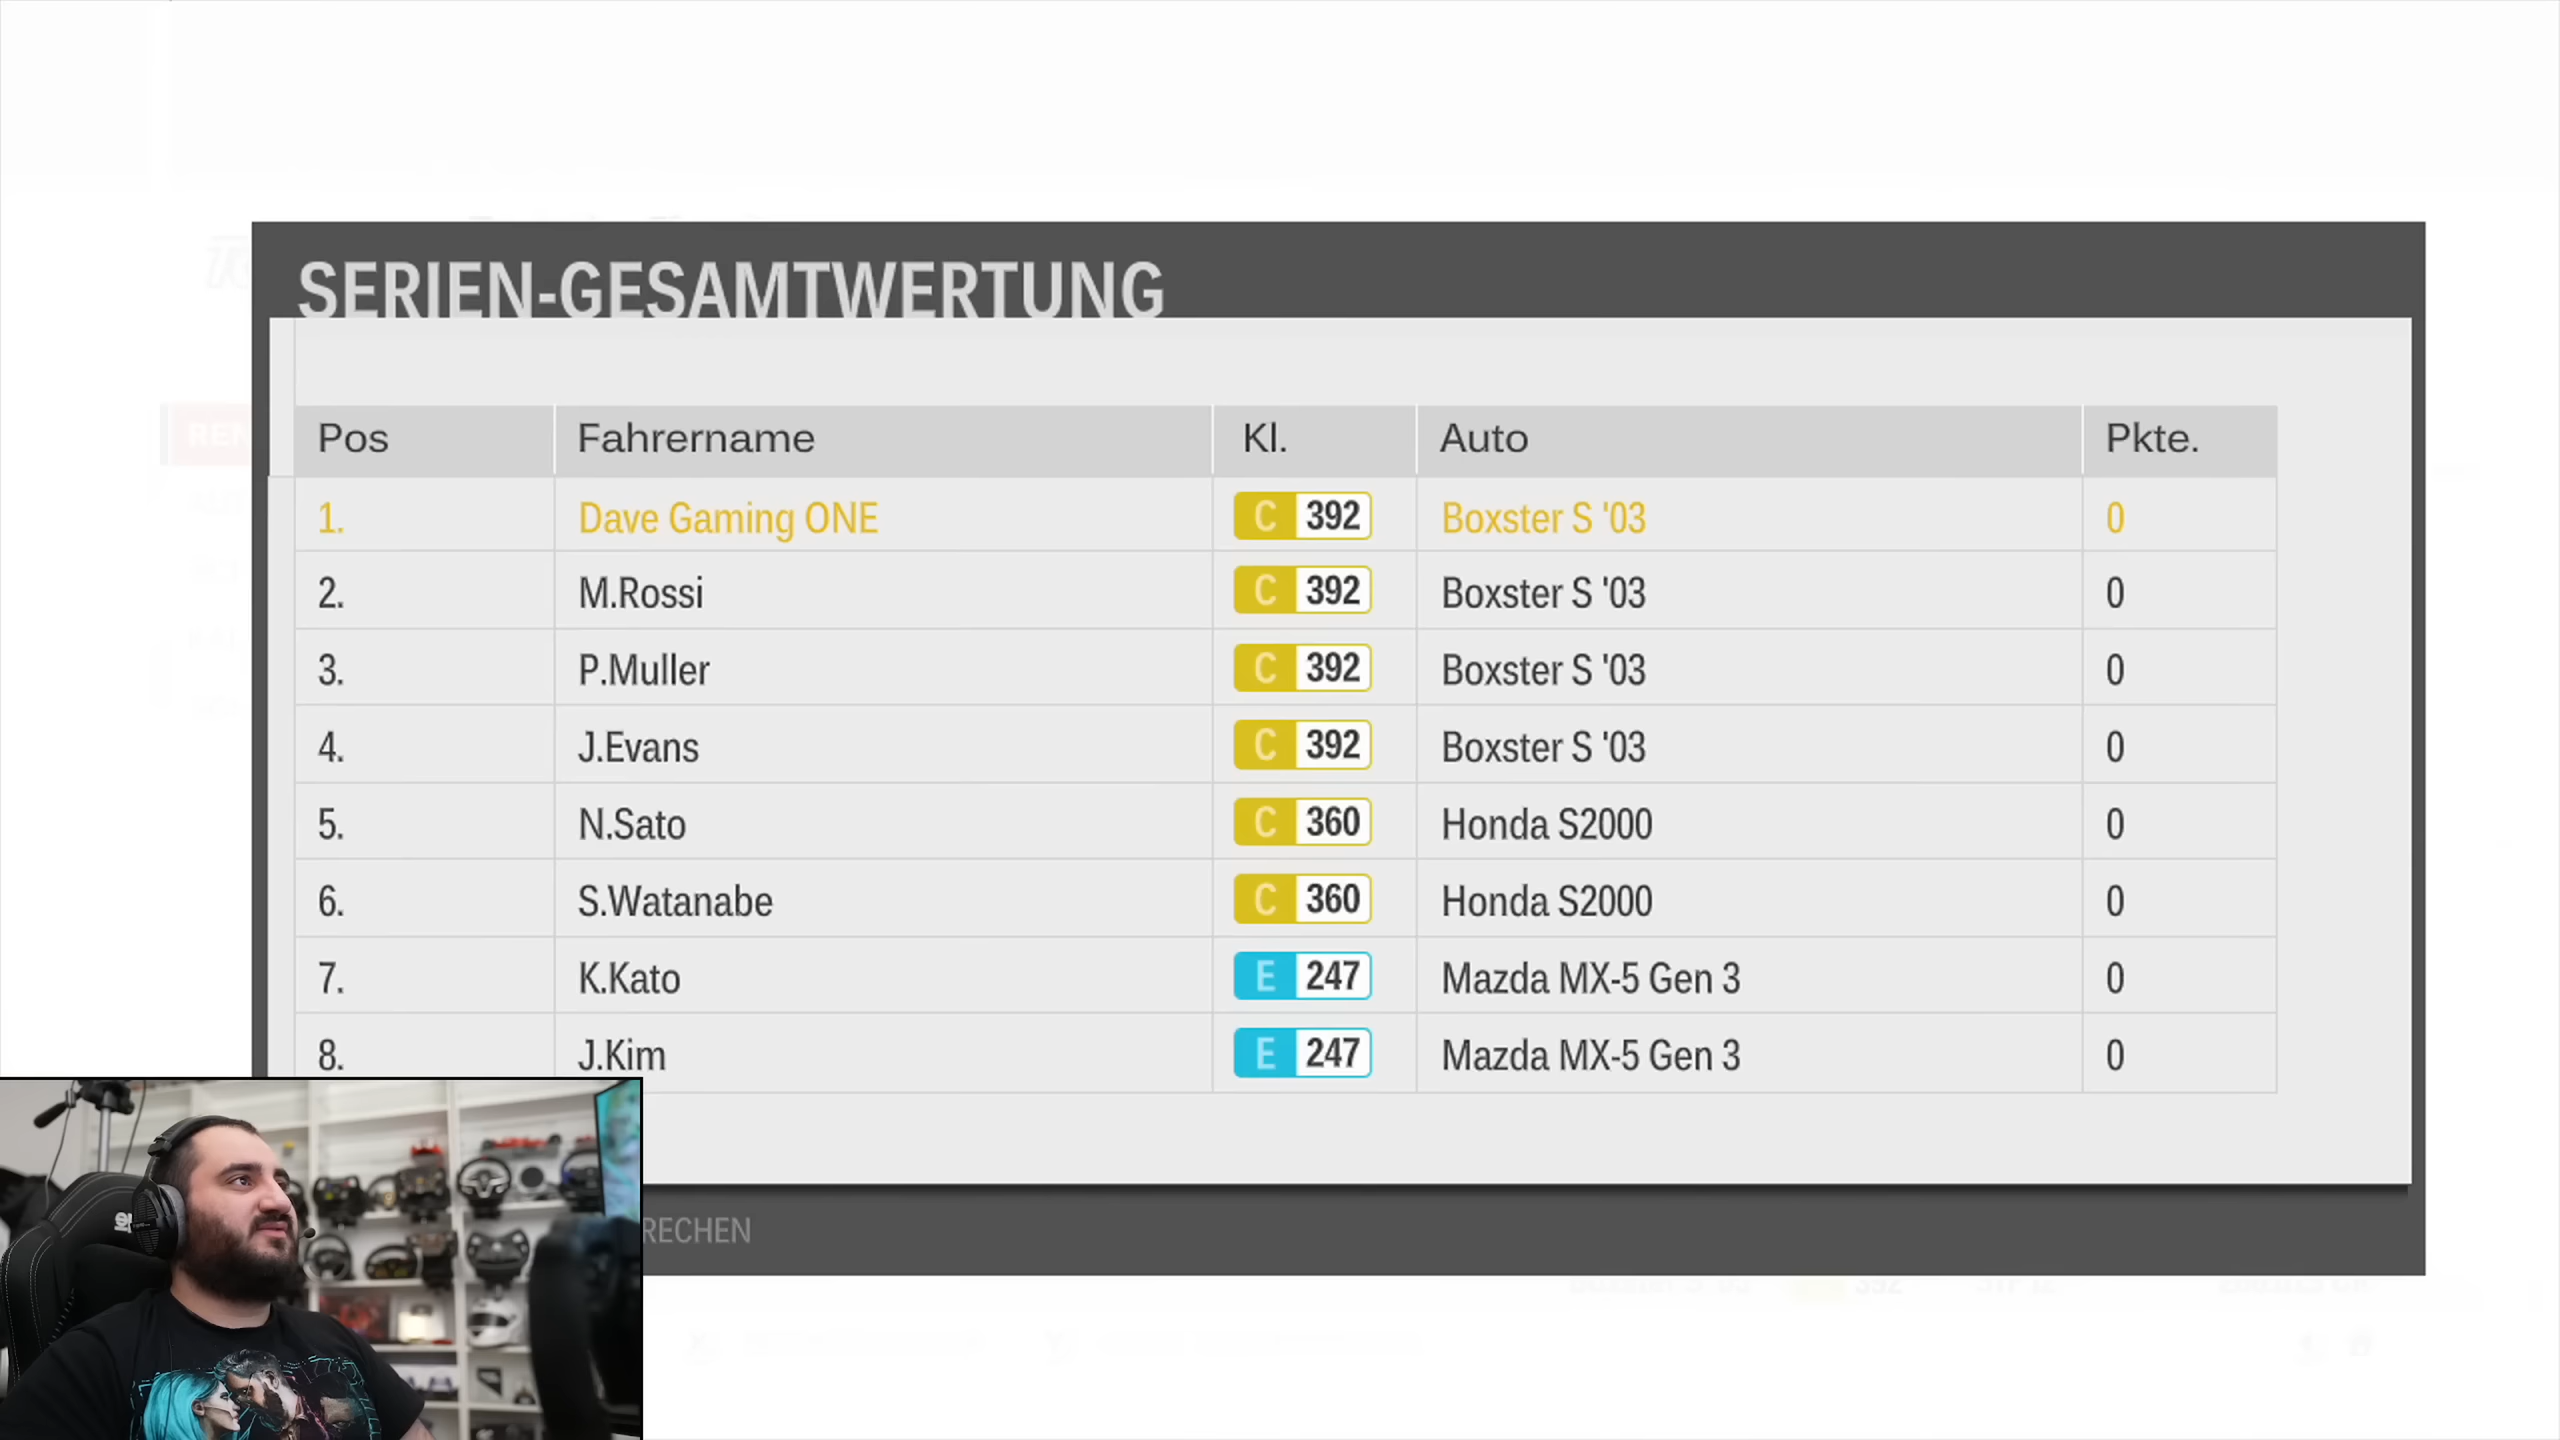 SERIEN-GESAMTWERTUNG
Pos Fahrername Kl. Auto Pkte.
1. Dave Gaming ONE C 392 Boxster S '03 0
2. M.Rossi C 392 Boxster S '03 0
3. P.Muller C 392 Boxster S '03 0
4. J.Evans C 392 Boxster S '03 0
5. N.Sato C 360 Honda S2000 0
6. S.Watanabe C 360 Honda S2000 0
7. K.Kato E 247 Mazda MX-5 Gen 3 0
8. J.Kim E 247 Mazda MX-5 Gen 3 0
RECHEN
Boxster S '03 392